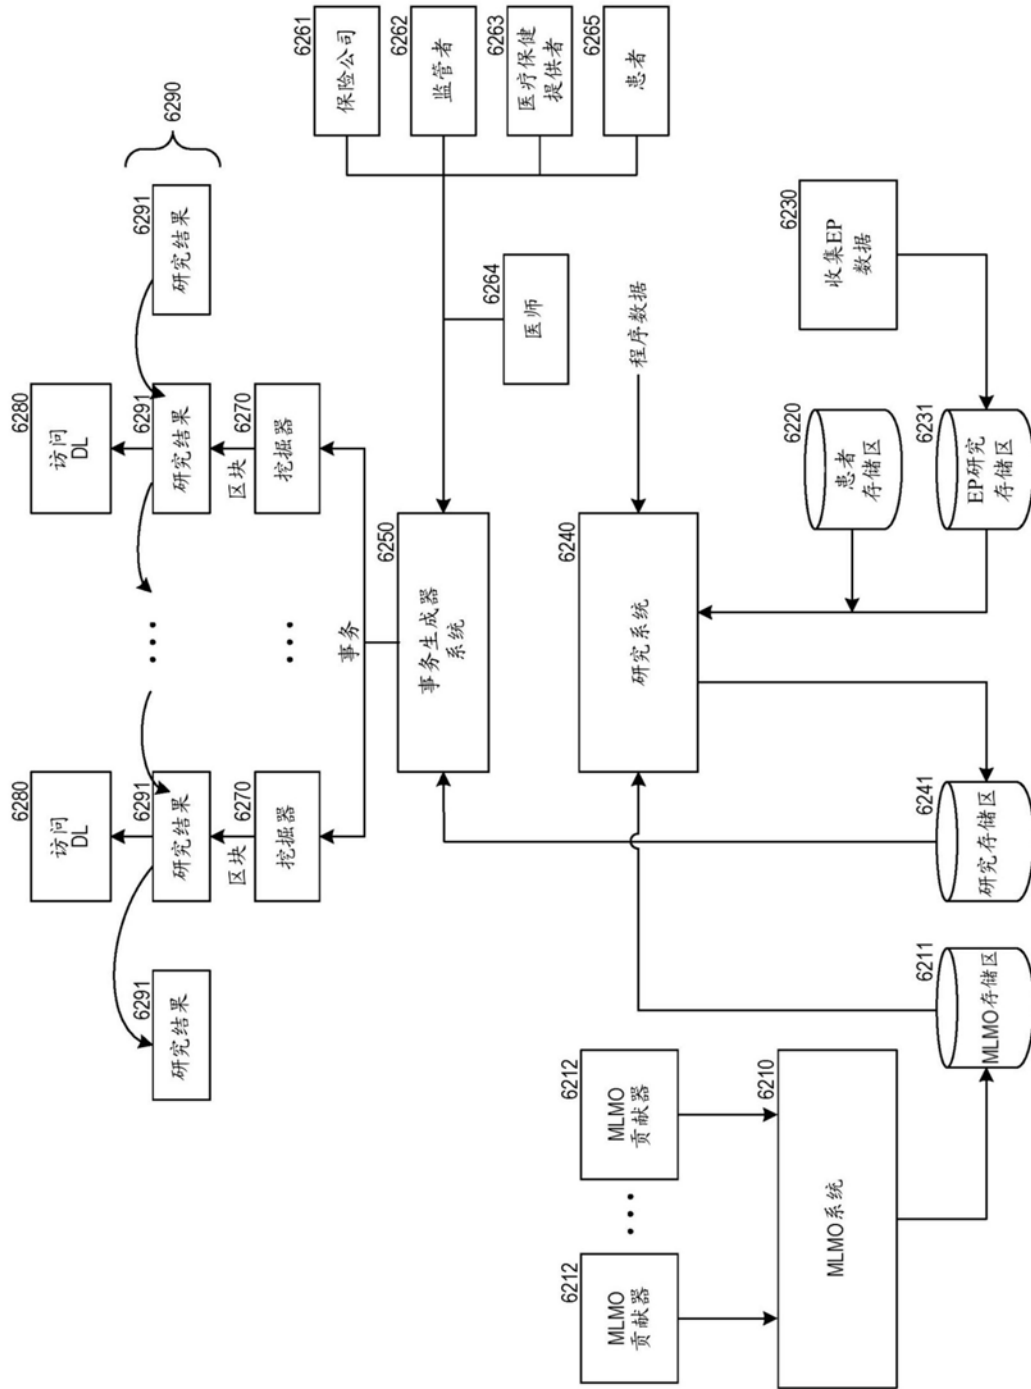 6280
访问
DL
6280
访问
DL
6290
6291
研究结果
6291
研究结果
6291
研究结果
6291
研究结果
区块
6270
挖掘器
区块
6270
挖掘器
事务
6261
保险公司
6262
监管者
6263
医疗保健
提供者
6265
患者
6250
事务生成器
系统
6264
医师
6240
研究系统
程序数据
6212
MLMO
贡献器
6212
MLMO
贡献器
6210
MLMO系统
6220
患者
存储区
6230
收集EP
数据
6211
MLMO存储区
6241
研究存储区
6231
EP研究
存储区